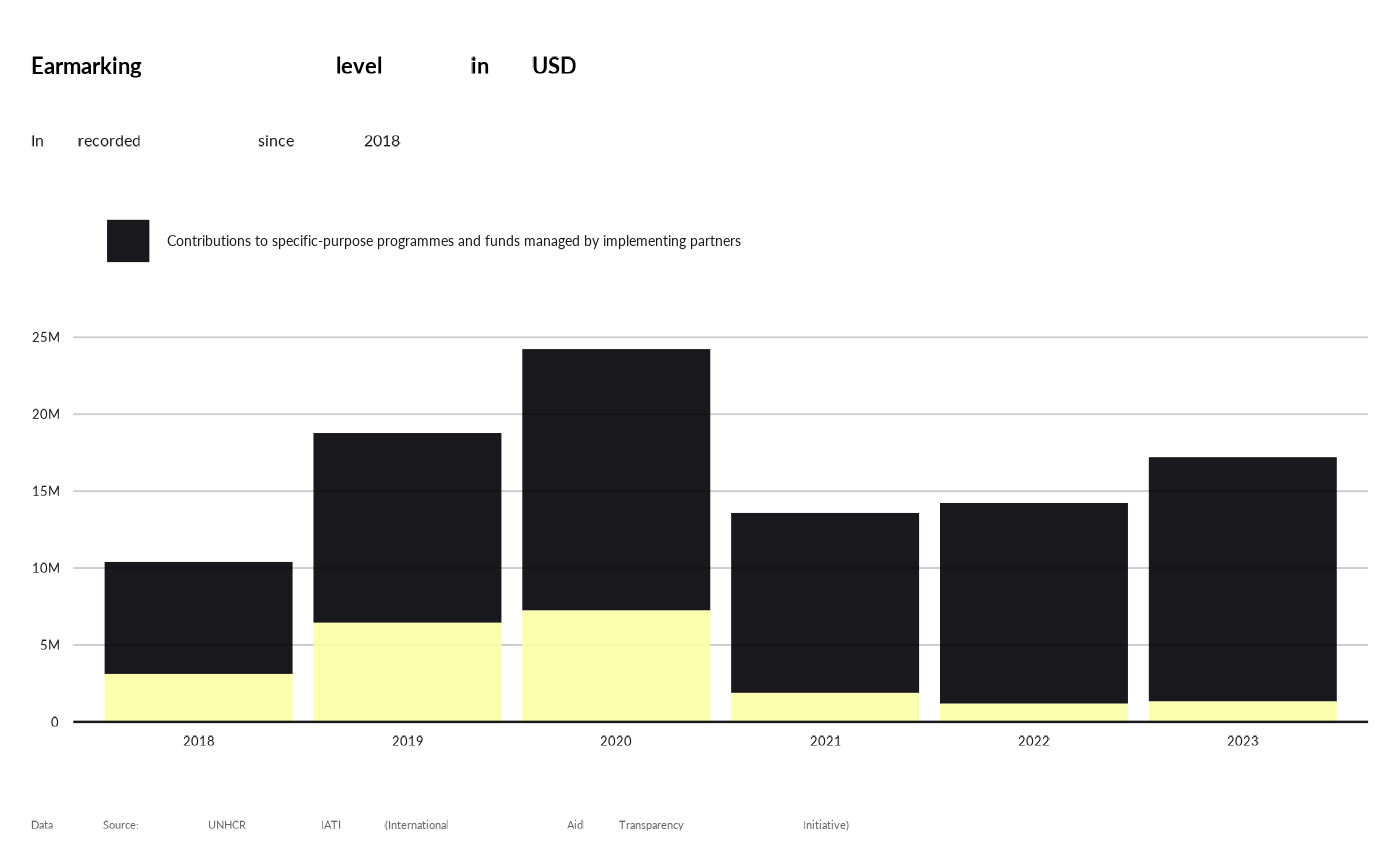 Earmarking level in USD
In recorded since 2018
Contributions to specific-purpose programmes and funds managed by implementing partners
25M
20M
15M
10M
5M
0
2018 2019 2020 2021 2022 2023
Data Source: UNHCR IATI (International Aid Transparency Initiative)